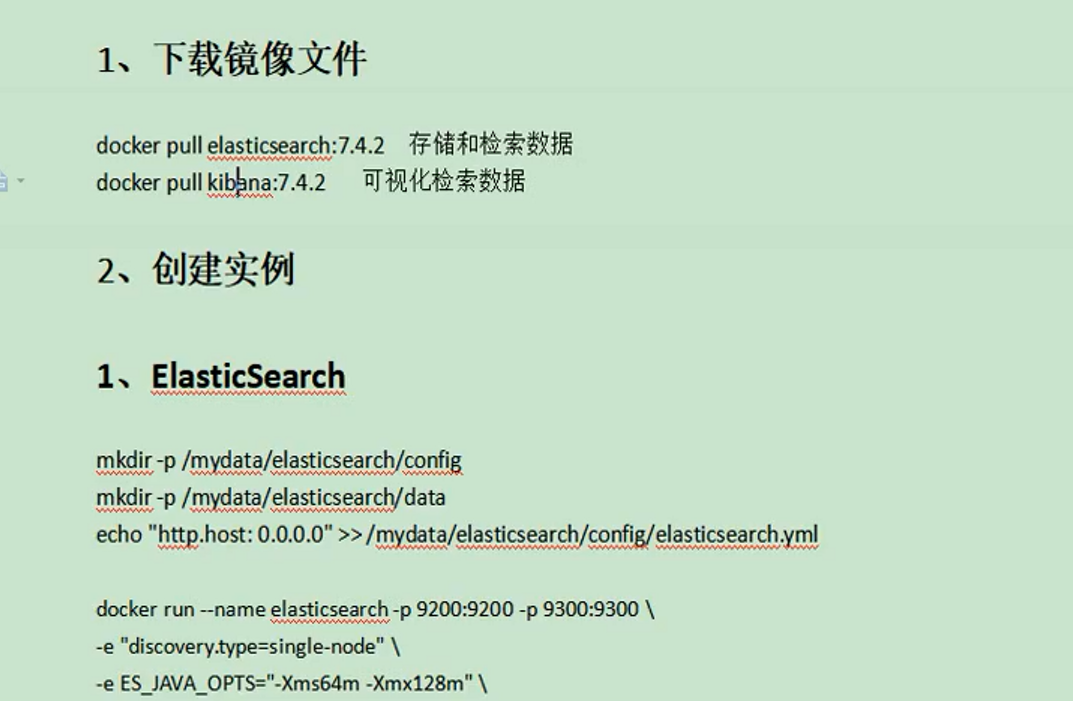 1、下载镜像文件
docker pull elasticsearch:7.4.2 存储和检索数据
docker pull kibana:7.4.2 可视化检索数据
2、创建实例
1、ElasticSearch
mkdir -p /mydata/elasticsearch/config
mkdir -p /mydata/elasticsearch/data
echo "http.host: 0.0.0.0" >> /mydata/elasticsearch/config/elasticsearch.yml
docker run --name elasticsearch -p 9200:9200 -p 9300:9300 \
-e "discovery.type=single-node" \
-e ES_JAVA_OPTS="-Xms64m -Xmx128m" \